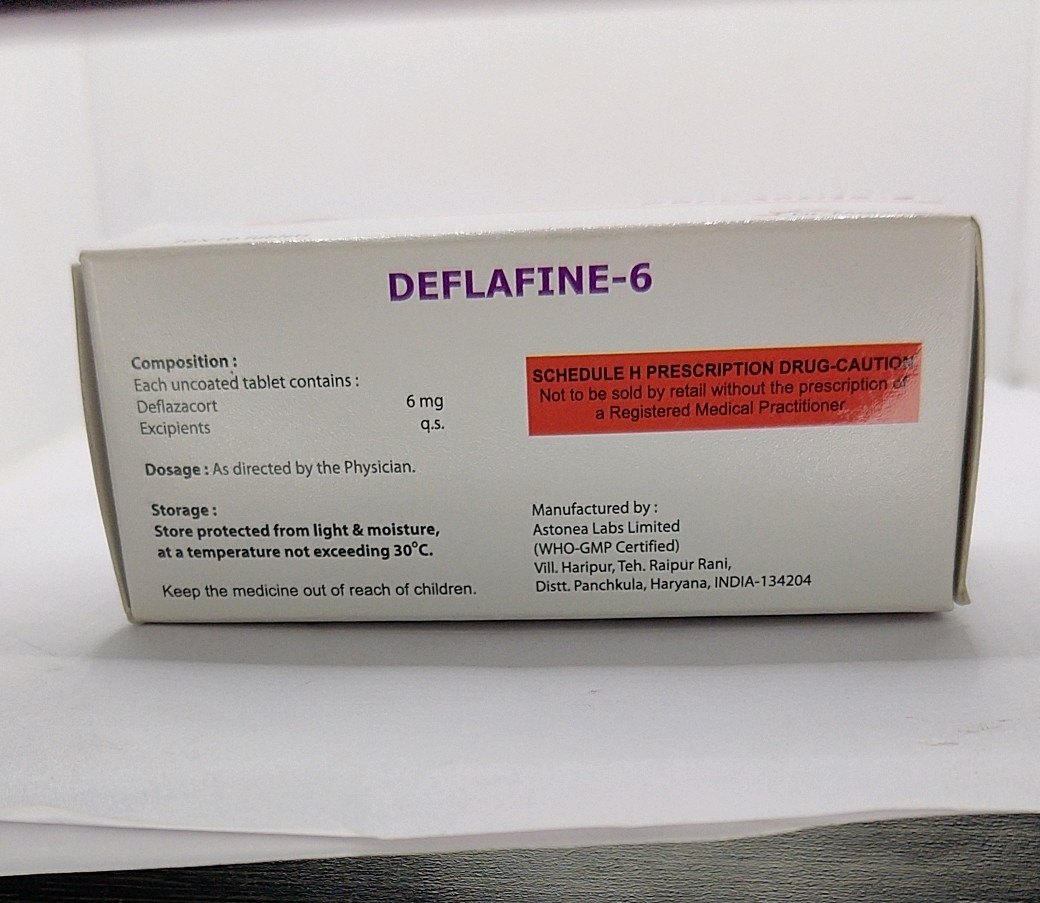 DEFLAFINE-6
Composition :
Each uncoated tablet contains :
Deflazacort 6 mg
Excipients q.s.
Dosage : As directed by the Physician.
Storage :
Store protected from light & moisture,
at a temperature not exceeding 30°C.
Keep the medicine out of reach of children.
SCHEDULE H PRESCRIPTION DRUG-CAUTION
Not to be sold by retail without the prescription of
a Registered Medical Practitioner
Manufactured by :
Astonea Labs Limited
(WHO-GMP Certified)
Vill. Haripur, Teh. Raipur Rani,
Distt. Panchkula, Haryana, INDIA-134204